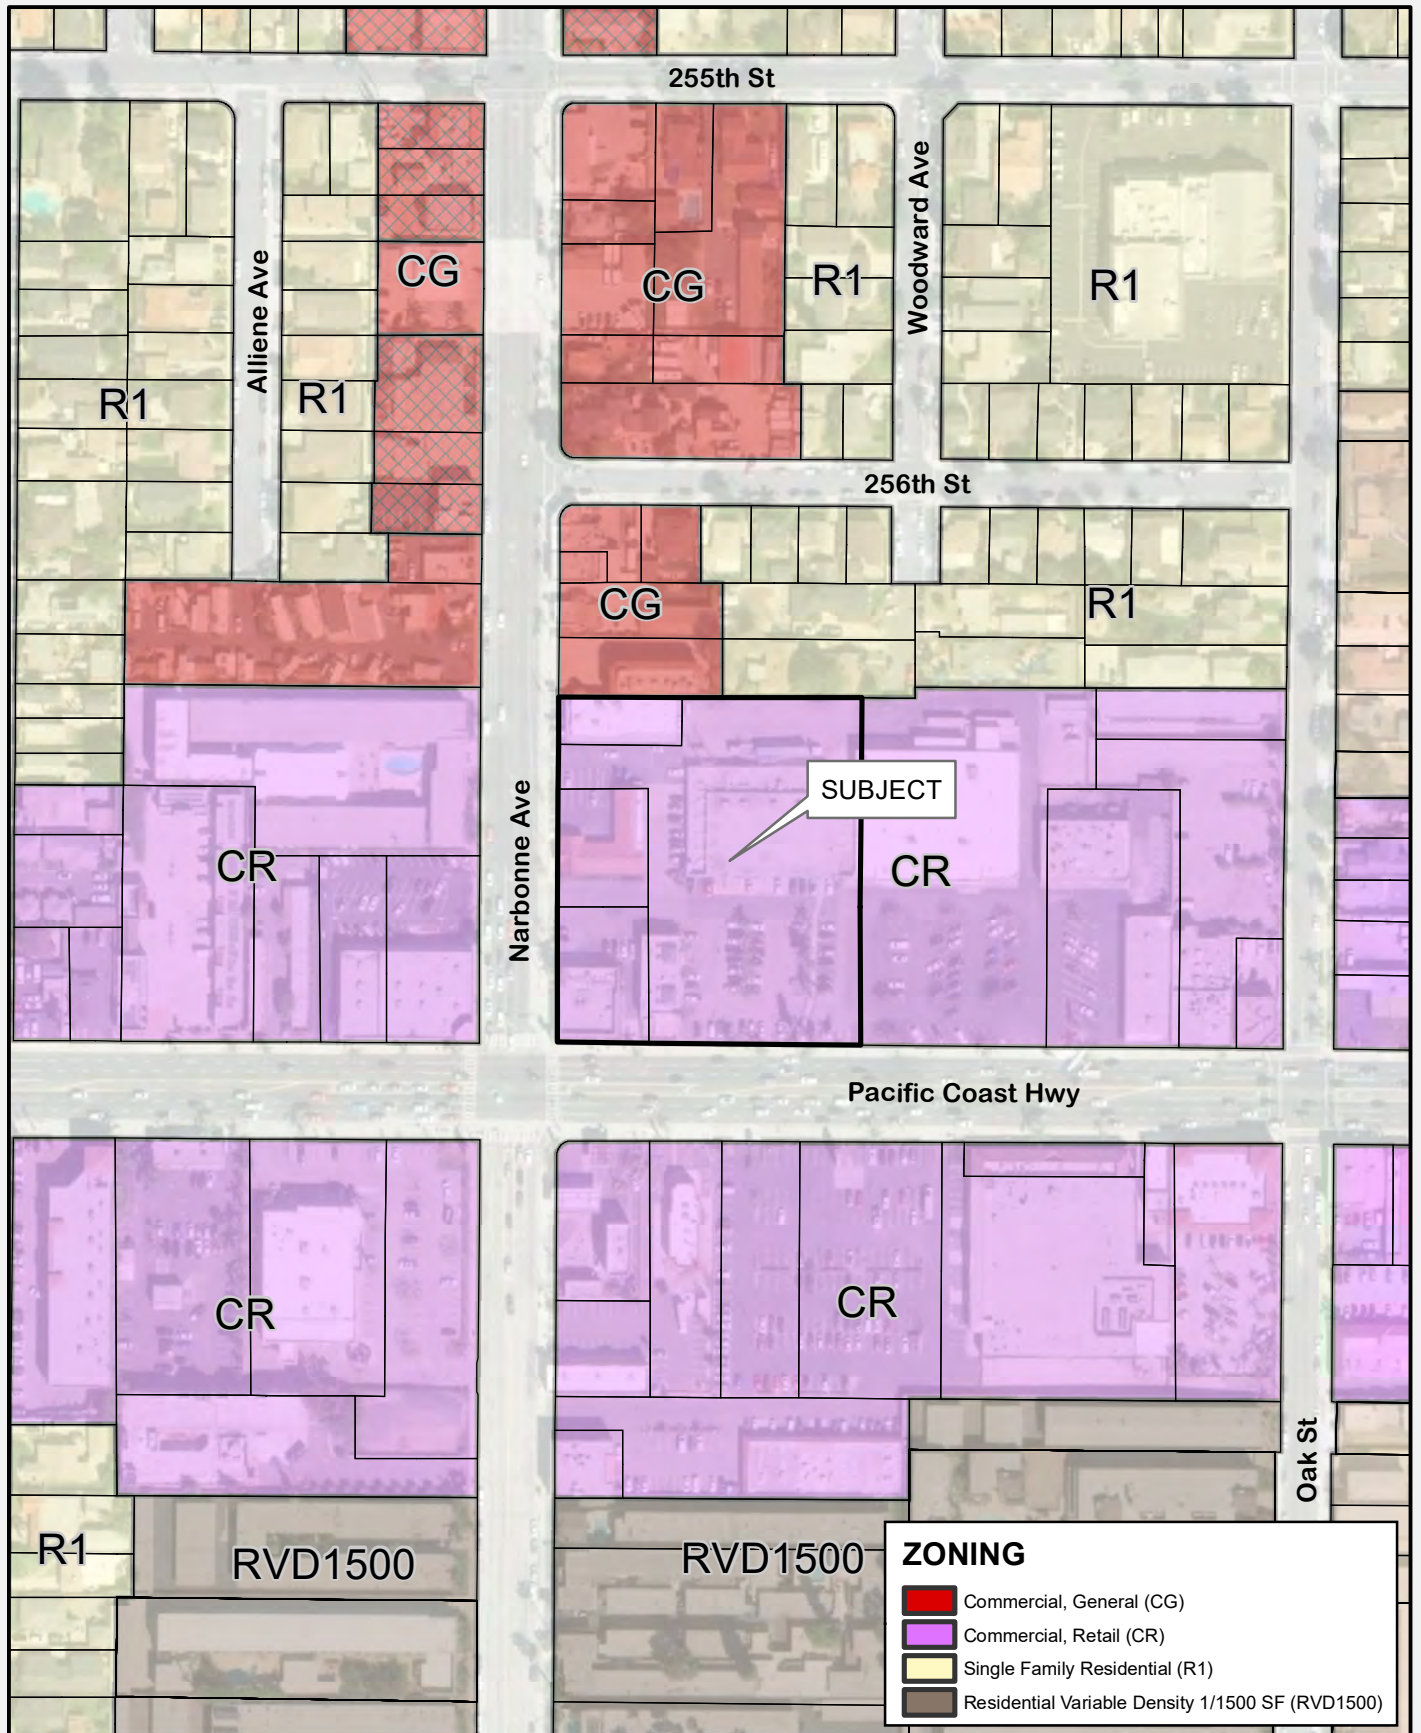 255th St
Woodward Ave
Alliene Ave
CG
CG
R1
R1
R1
R1
256th St
CG
R1
SUBJECT
Narbonne Ave
CR
CR
Pacific Coast Hwy
CR
CR
Oak St
R1
RVD1500
RVD1500
ZONING
Commercial, General (CG)
Commercial, Retail (CR)
Single Family Residential (R1)
Residential Variable Density 1/1500 SF (RVD1500)